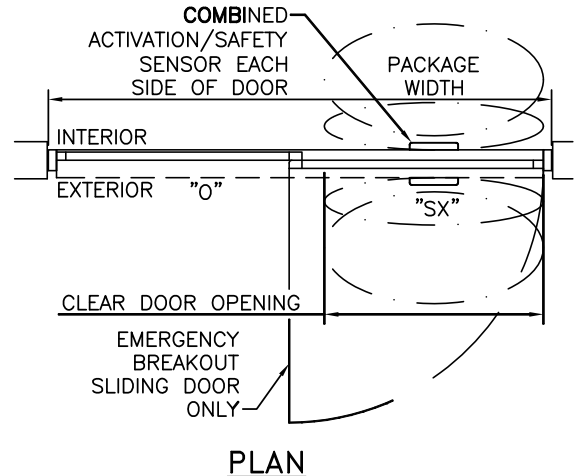 COMBINED
ACTIVATION/SAFETY
SENSOR EACH
SIDE OF DOOR
PACKAGE
WIDTH
INTERIOR
EXTERIOR "O"
"SX"
CLEAR DOOR OPENING
EMERGENCY
BREAKOUT
SLIDING DOOR
ONLY
PLAN